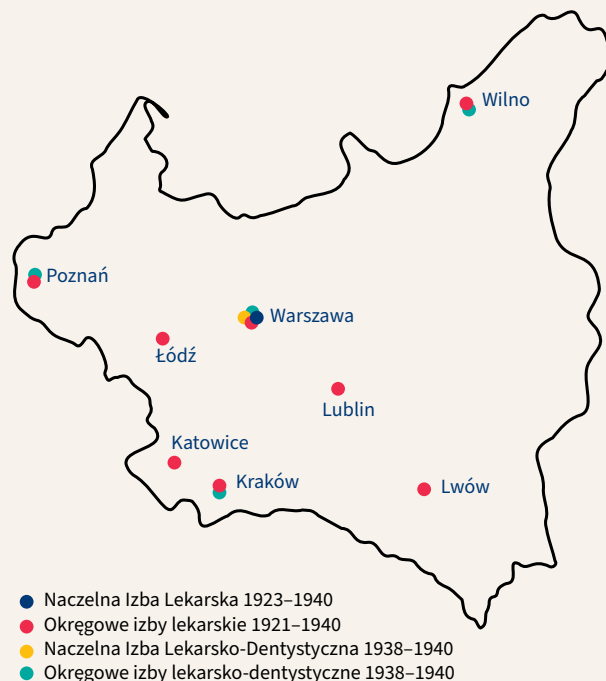 Wilno
Poznań
Warszawa
Łódź
Lublin
Katowice
Kraków
Lwów
Naczelna Izba Lekarska 1923–1940
Okręgowe izby lekarskie 1921–1940
Naczelna Izba Lekarsko-Dentystyczna 1938–1940
Okręgowe izby lekarsko-dentystyczne 1938–1940